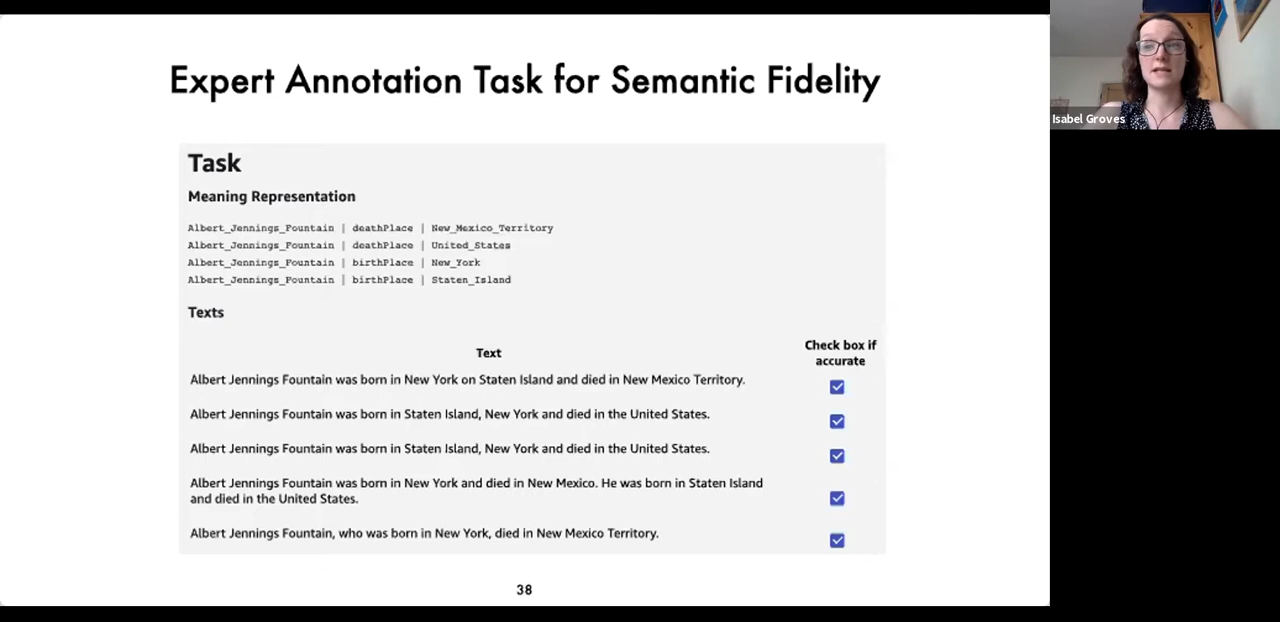 Expert Annotation Task for Semantic Fidelity
Isabel Groves
Task
Meaning Representation
Albert_Jennings_Fountain | deathPlace | New_Mexico_Territory
Albert_Jennings_Fountain | deathPlace | United_States
Albert_Jennings_Fountain | birthPlace | New_York
Albert_Jennings_Fountain | birthPlace | Staten_Island
Texts
Text
Check box if
accurate
Albert Jennings Fountain was born in New York on Staten Island and died in New Mexico Territory.
Albert Jennings Fountain was born in Staten Island, New York and died in the United States.
Albert Jennings Fountain was born in Staten Island, New York and died in the United States.
Albert Jennings Fountain was born in New York and died in New Mexico. He was born in Staten Island
and died in the United States.
Albert Jennings Fountain, who was born in New York, died in New Mexico Territory.
38